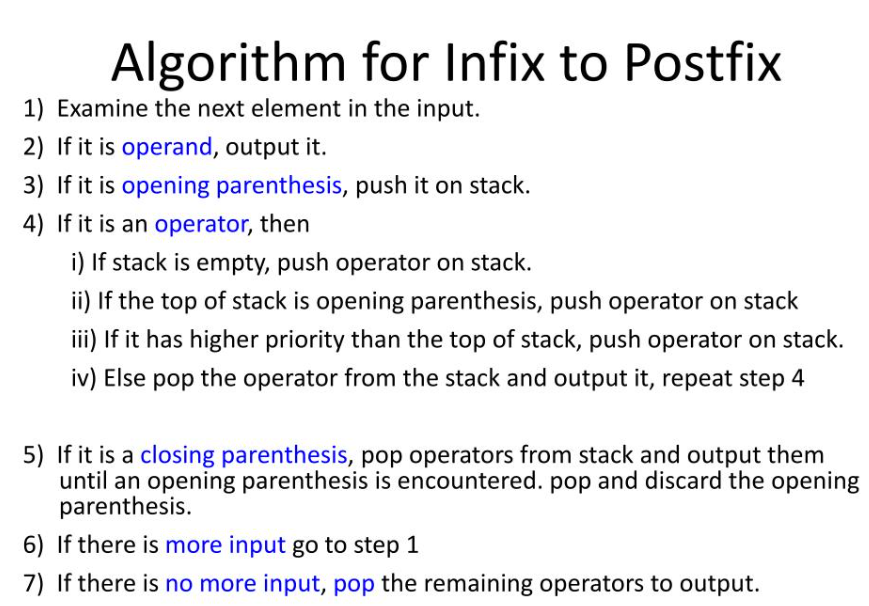 Algorithm for Infix to Postfix
1) Examine the next element in the input.
2) If it is operand, output it.
3) If it is opening parenthesis, push it on stack.
4) If it is an operator, then
i) If stack is empty, push operator on stack.
ii) If the top of stack is opening parenthesis, push operator on stack
iii) If it has higher priority than the top of stack, push operator on stack.
iv) Else pop the operator from the stack and output it, repeat step 4
5) If it is a closing parenthesis, pop operators from stack and output them
until an opening parenthesis is encountered. pop and discard the opening
parenthesis.
6) If there is more input go to step 1
7) If there is no more input, pop the remaining operators to output.